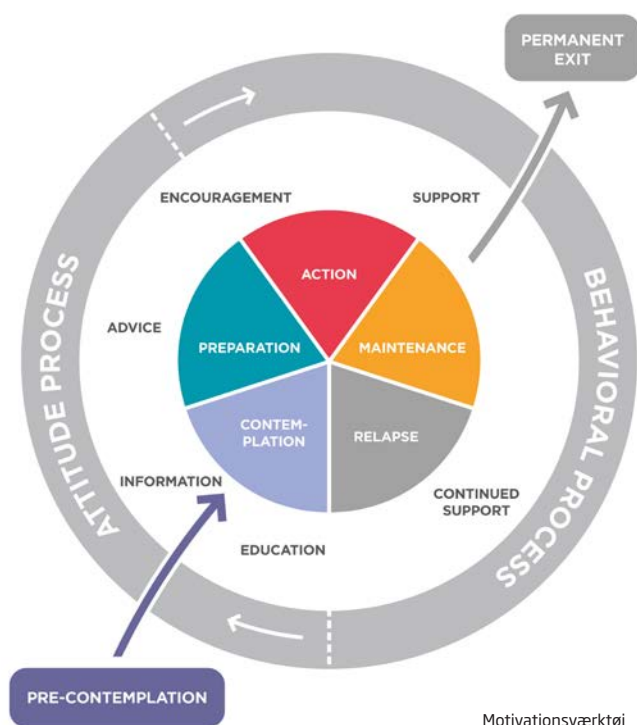 PERMANENT
EXIT
ENCOURAGEMENT
SUPPORT
ACTION
ATTITUDE PROCESS
BEHAVIORAL PROCESS
ADVICE
PREPARATION
MAINTENANCE
CONTEM-
PLATION
RELAPSE
INFORMATION
CONTINUED
SUPPORT
EDUCATION
PRE-CONTEMPLATION
Motivationsværktøj